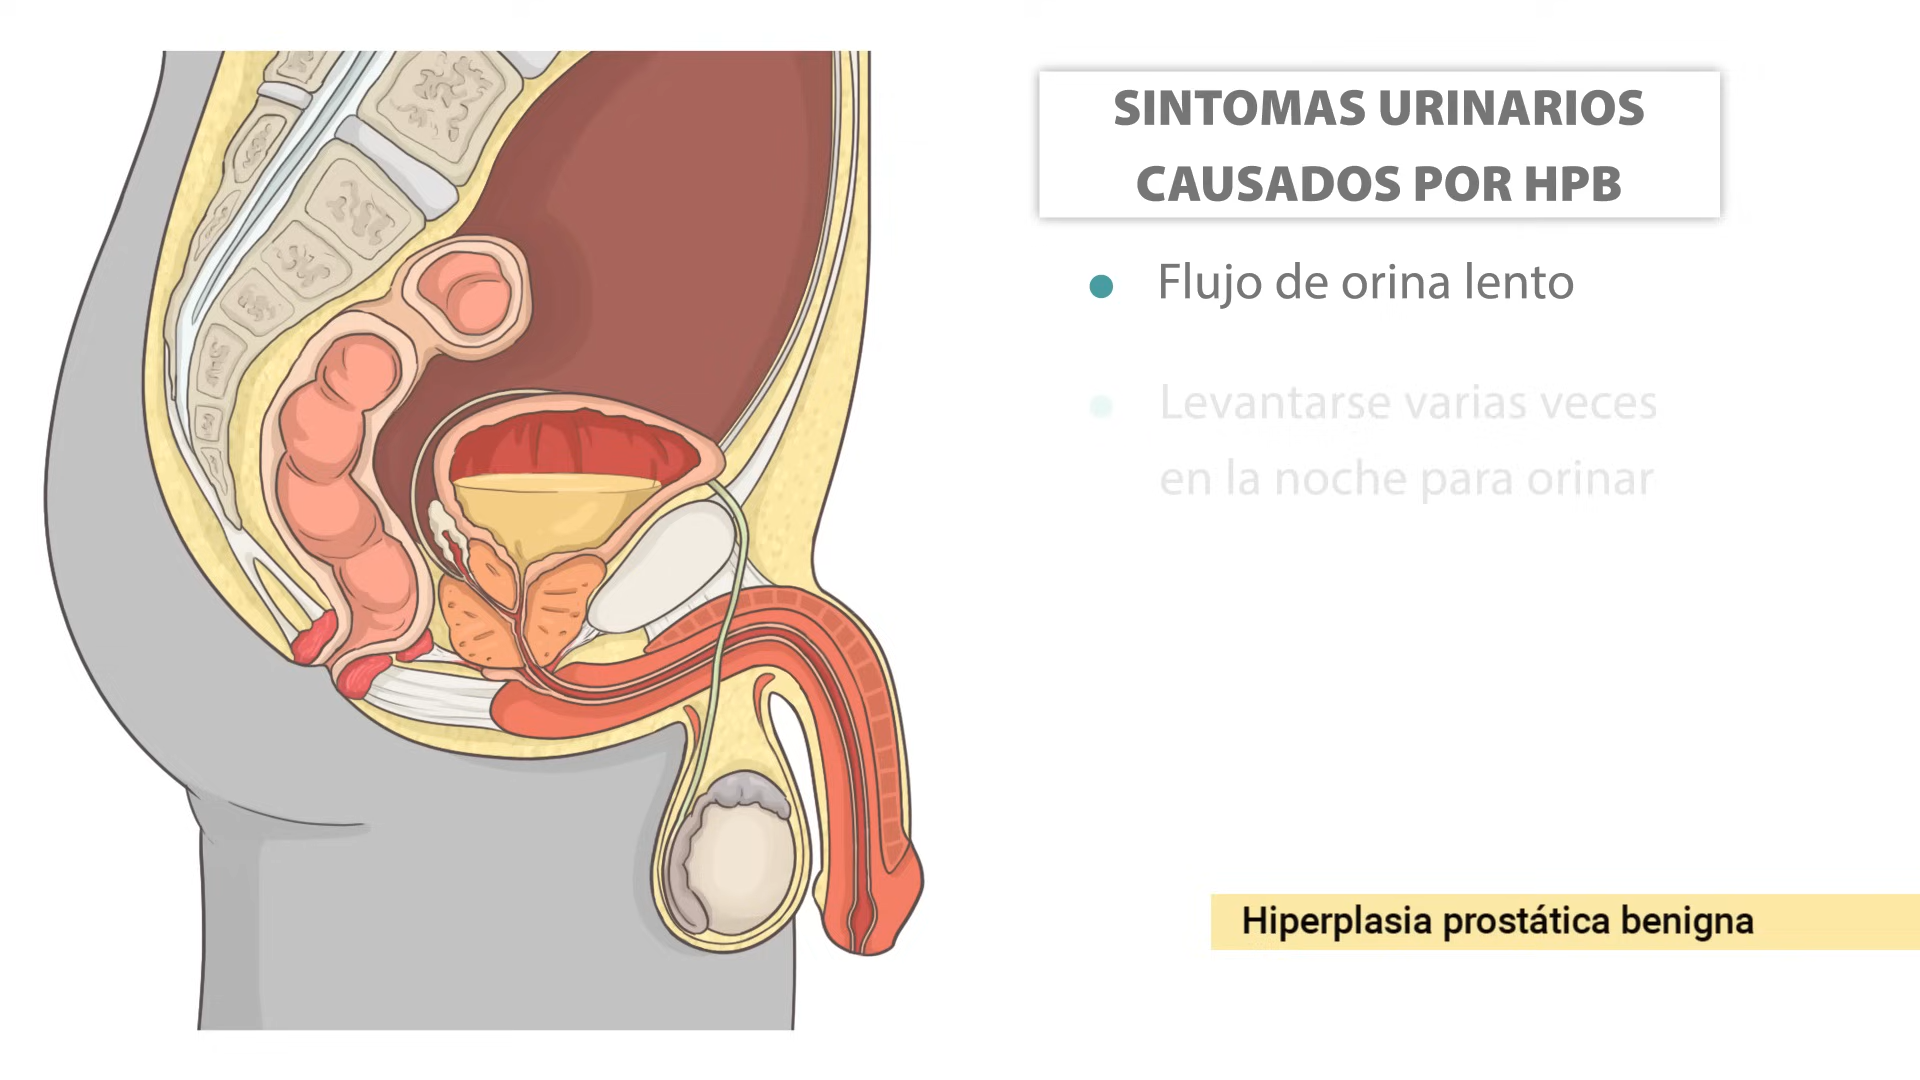 SINTOMAS URINARIOS
CAUSADOS POR HPB
Flujo de orina lento
Levantarse varias veces
en la noche para orinar
Hiperplasia prostática benigna